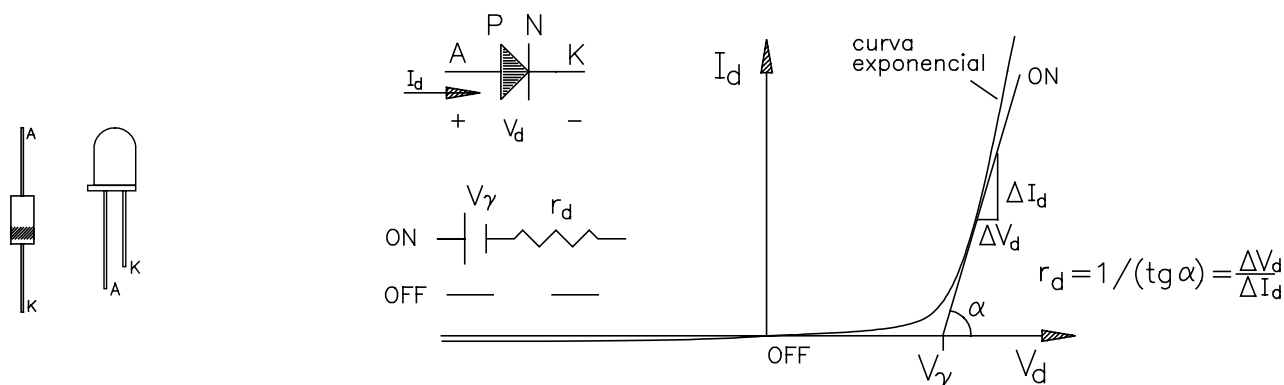 A
K
A
K
P N
A K
I_d
+ V_d −
V_γ r_d
ON
OFF
I_d
curva
exponencial
ON
ΔI_d
ΔV_d
r_d = 1/(tg α) = ΔV_d/ΔI_d
α
OFF
V_γ V_d